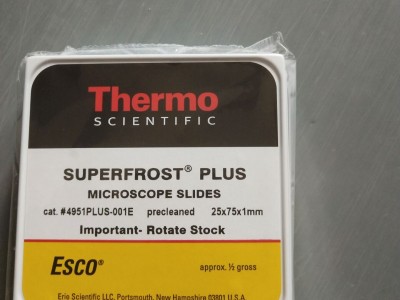 Thermo
SCIENTIFIC
SUPERFROST® PLUS
MICROSCOPE SLIDES
cat. #4951PLUS-001E precleaned 25x75x1mm
Important- Rotate Stock
ESCO® approx. ½ gross
Erie Scientific LLC, Portsmouth, New Hampshire 03801 U.S.A.